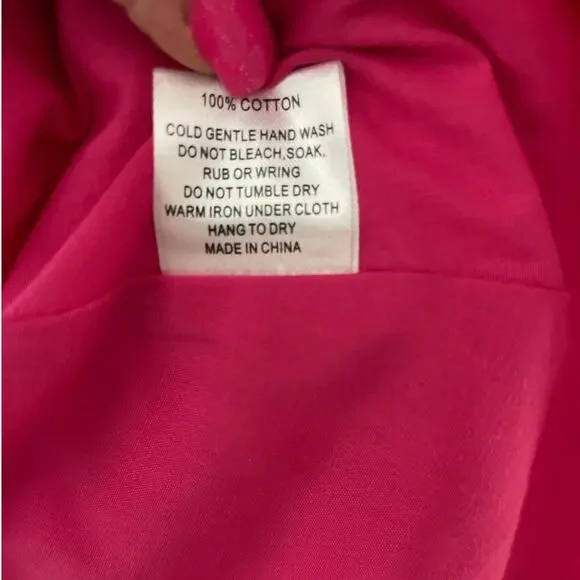 100% COTTON
COLD GENTLE HAND WASH
DO NOT BLEACH,SOAK,
RUB OR WRING
DO NOT TUMBLE DRY
WARM IRON UNDER CLOTH
HANG TO DRY
MADE IN CHINA